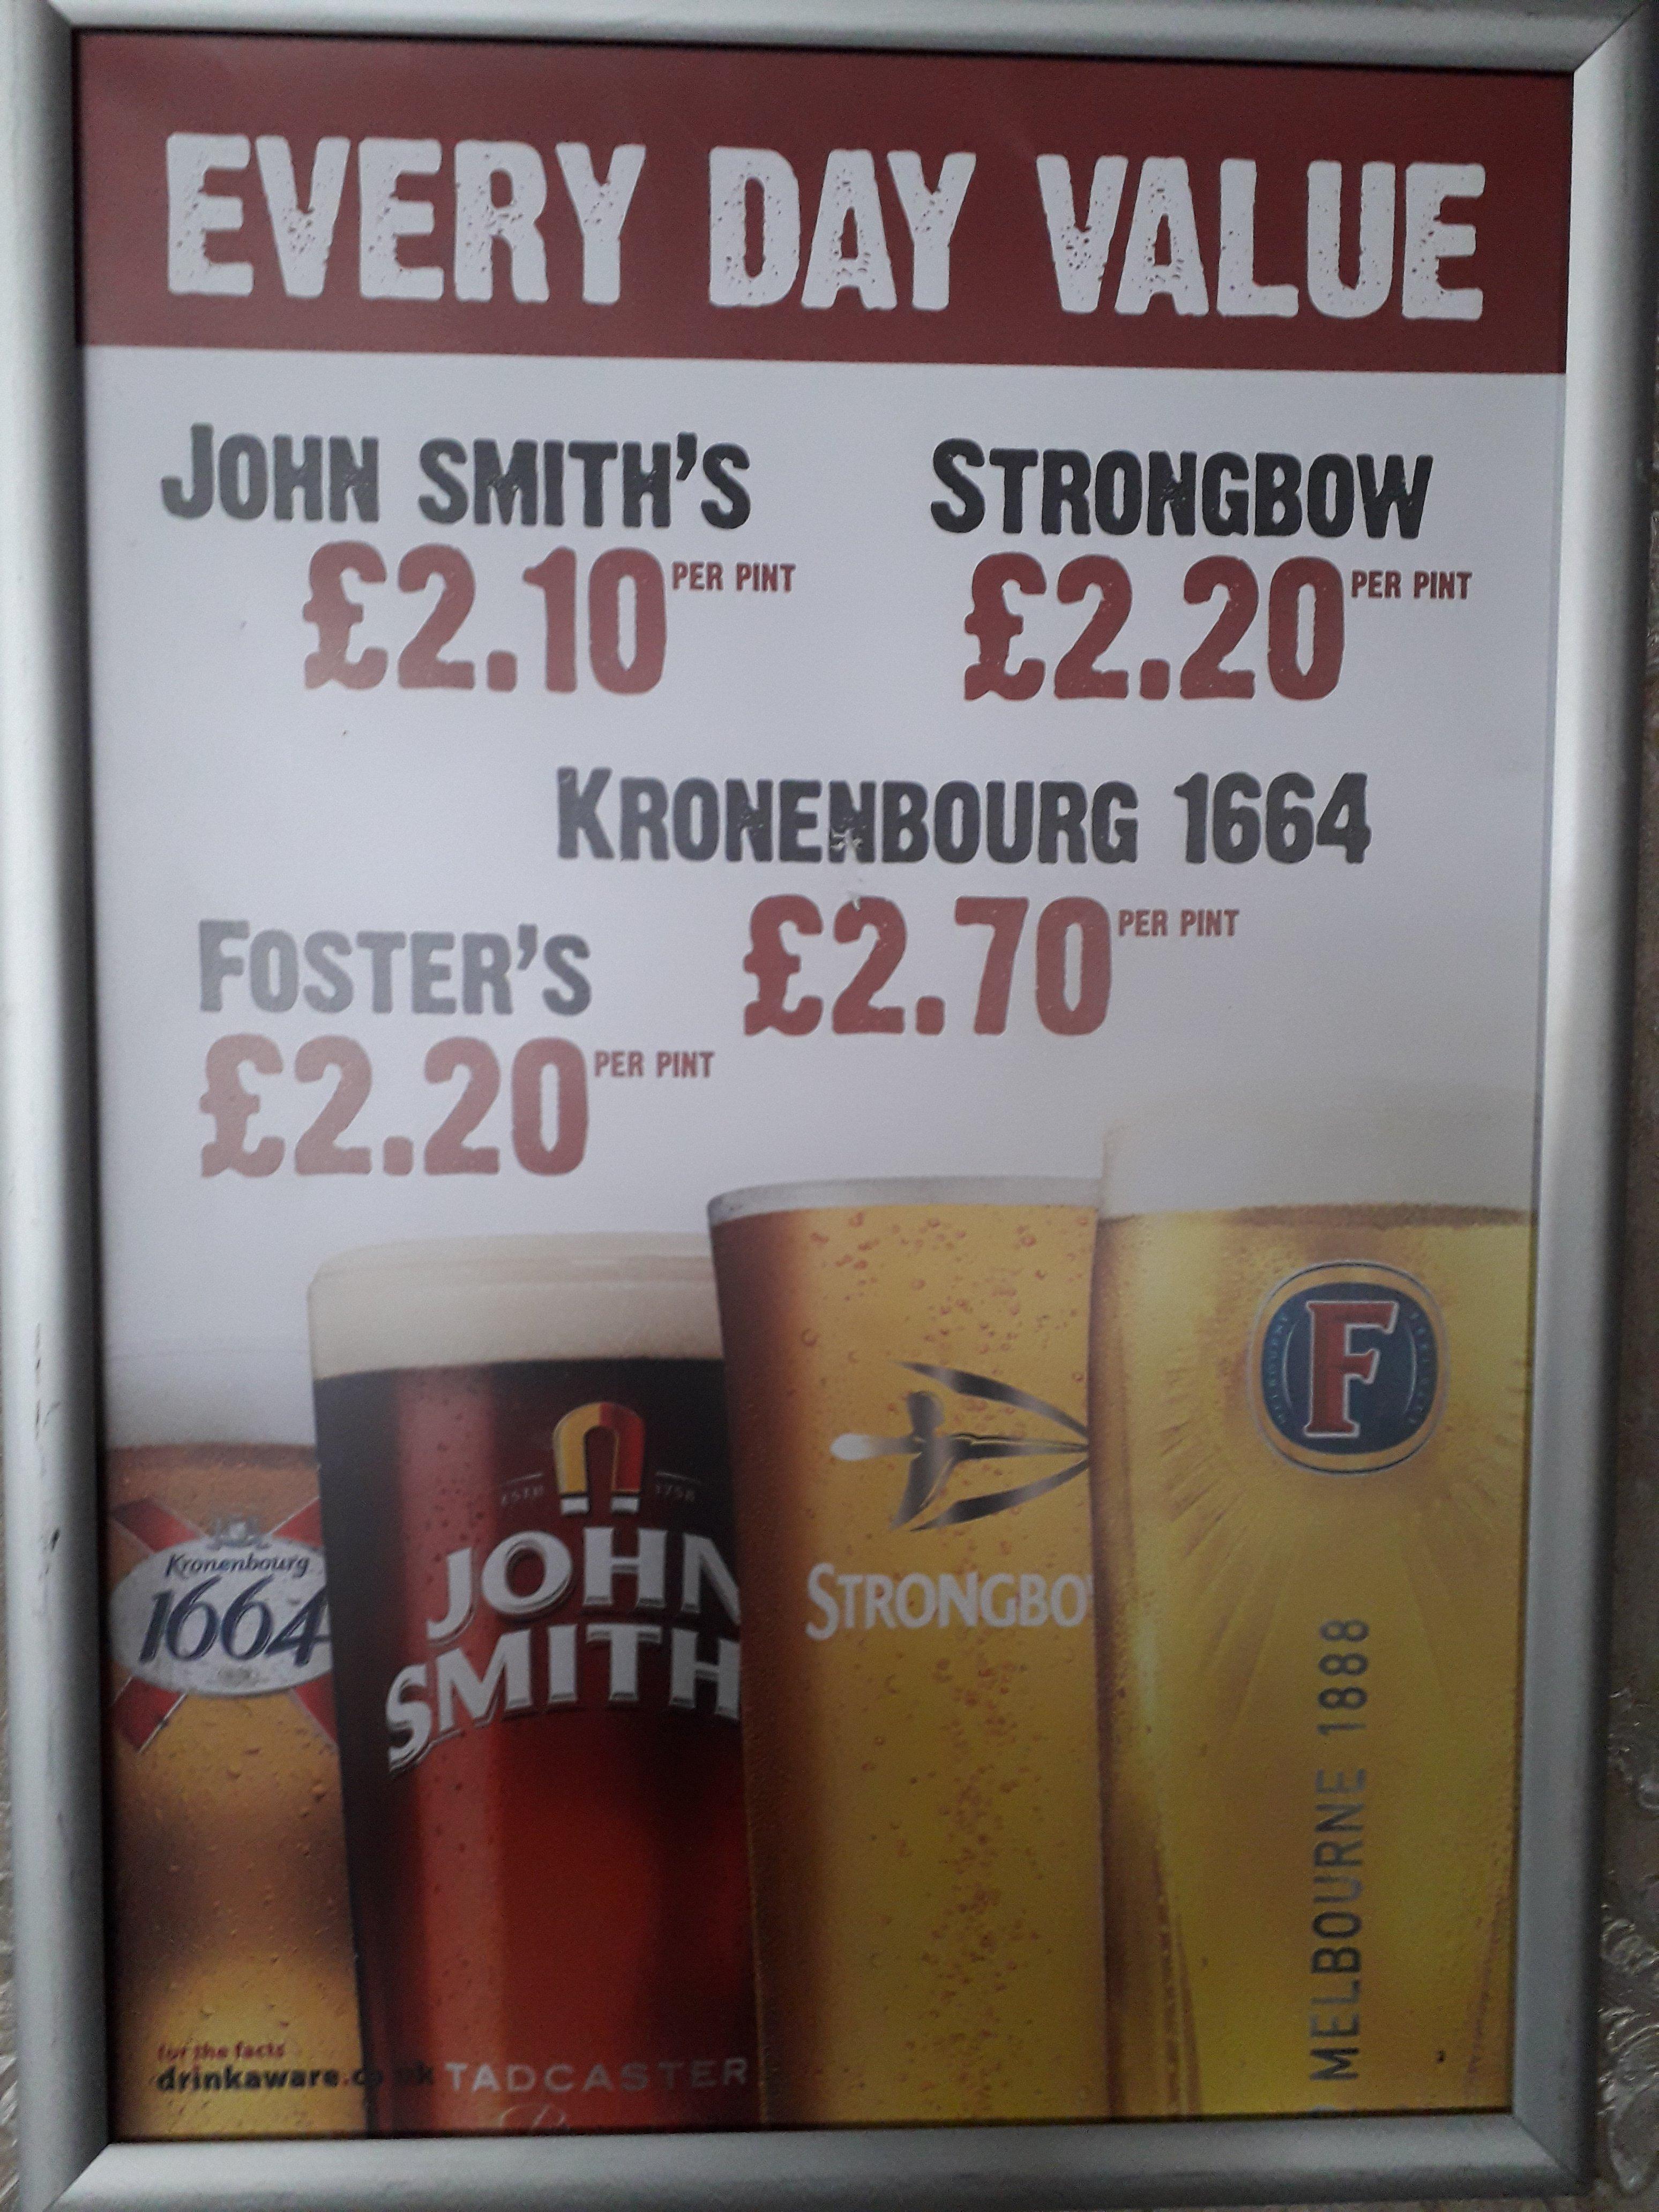 EVERY DAY VALUE
JOHN SMITH'S
£2.10 PER PINT
STRONGBOW
£2.20 PER PINT
KRONENBOURG 1664
£2.70 PER PINT
FOSTER'S
£2.20 PER PINT
Kronenbourg
1664
ESTD 1758
JOHN
SMITH
TADCASTER
STRONGBO
F
MELBOURNE 1888
for the facts
drinkaware.co.uk